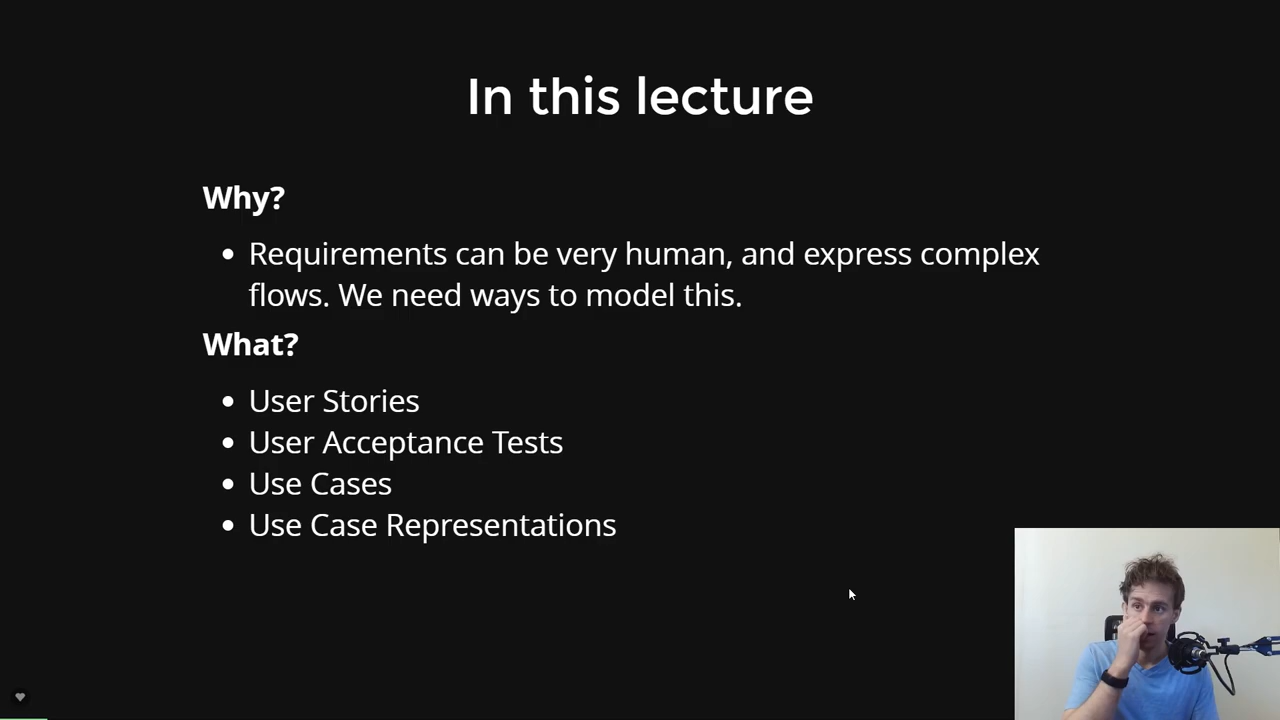 In this lecture
Why?
Requirements can be very human, and express complex
flows. We need ways to model this.
What?
User Stories
User Acceptance Tests
Use Cases
Use Case Representations